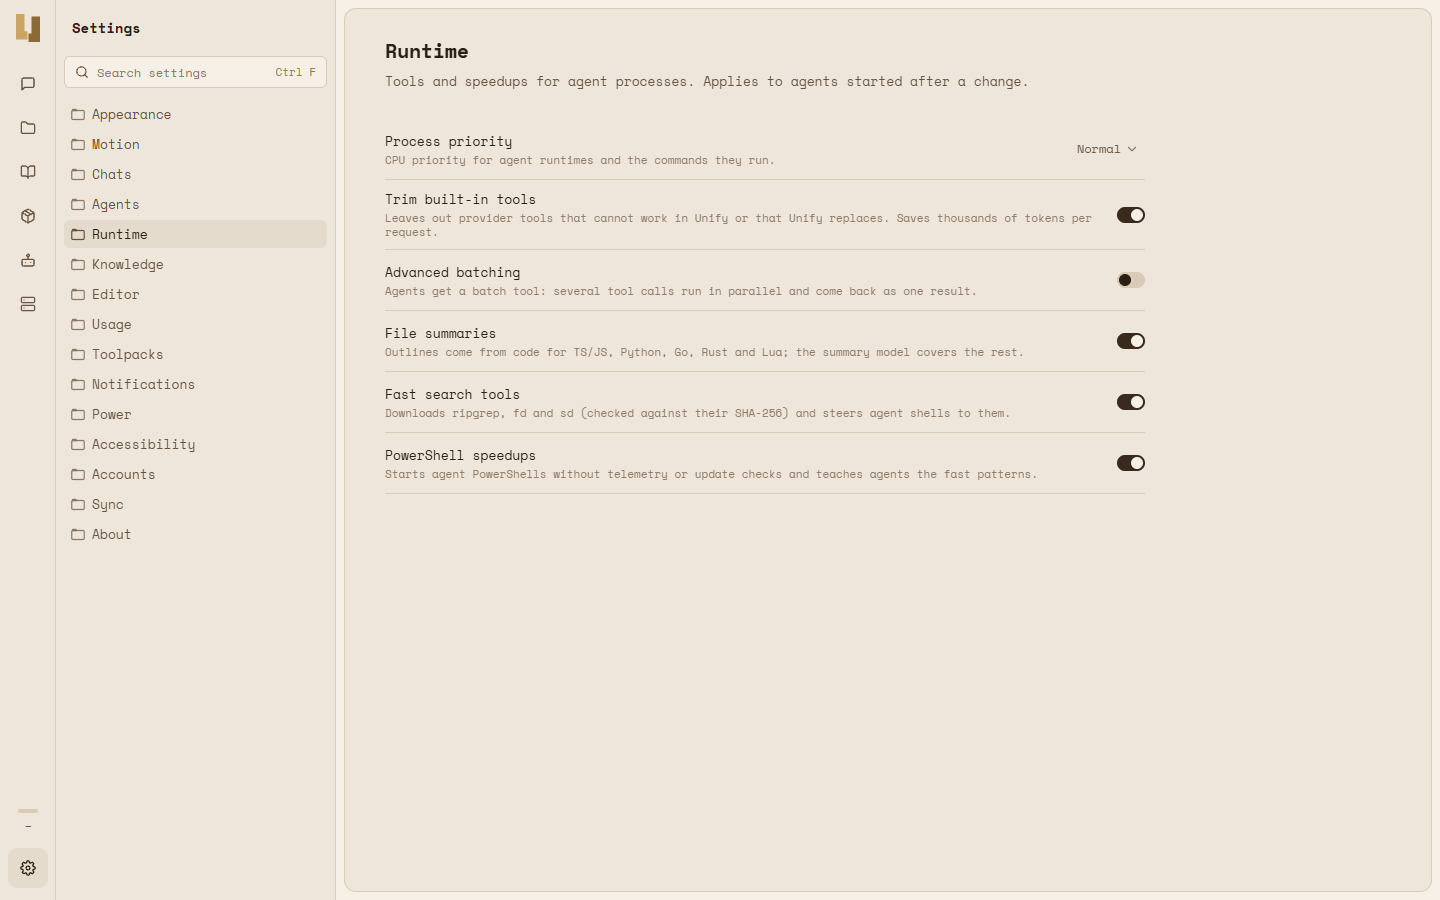 Settings
Search settings
Ctrl F
Appearance
Motion
Chats
Agents
Runtime
Knowledge
Editor
Usage
Toolpacks
Notifications
Power
Accessibility
Accounts
Sync
About
–
Runtime
Tools and speedups for agent processes. Applies to agents started after a change.
Process priority
CPU priority for agent runtimes and the commands they run.
Normal
Trim built-in tools
Leaves out provider tools that cannot work in Unify or that Unify replaces. Saves thousands of tokens per
request.
Advanced batching
Agents get a batch tool: several tool calls run in parallel and come back as one result.
File summaries
Outlines come from code for TS/JS, Python, Go, Rust and Lua; the summary model covers the rest.
Fast search tools
Downloads ripgrep, fd and sd (checked against their SHA-256) and steers agent shells to them.
PowerShell speedups
Starts agent PowerShells without telemetry or update checks and teaches agents the fast patterns.